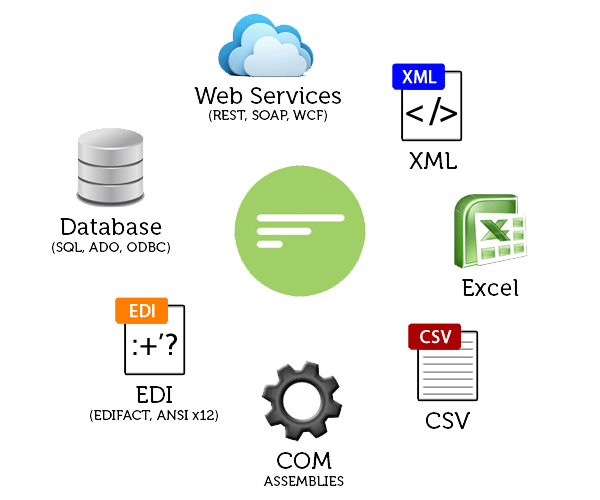 Web Services
(REST, SOAP, WCF)
XML
</>
XML
Database
(SQL, ADO, ODBC)
X
Excel
EDI
:+'?
EDI
(EDIFACT, ANSI x12)
CSV
CSV
COM
ASSEMBLIES